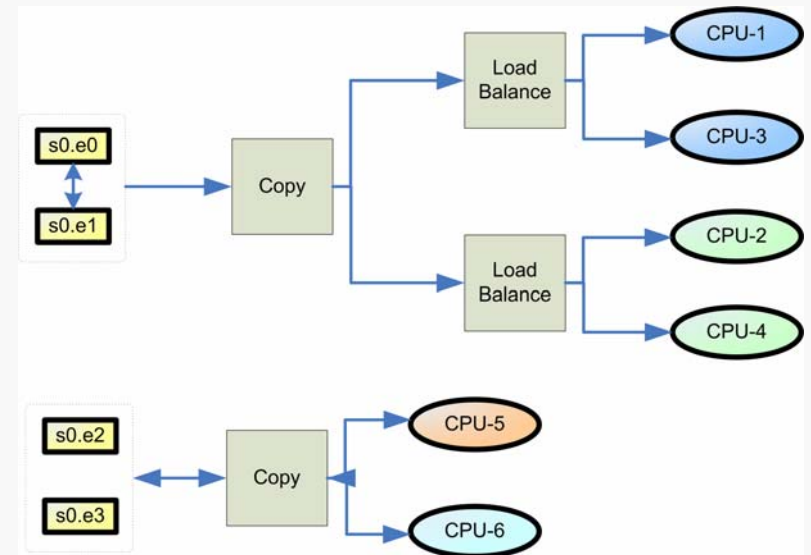 s0.e0
s0.e1
Copy
Load
Balance
CPU-1
CPU-3
Load
Balance
CPU-2
CPU-4
s0.e2
s0.e3
Copy
CPU-5
CPU-6